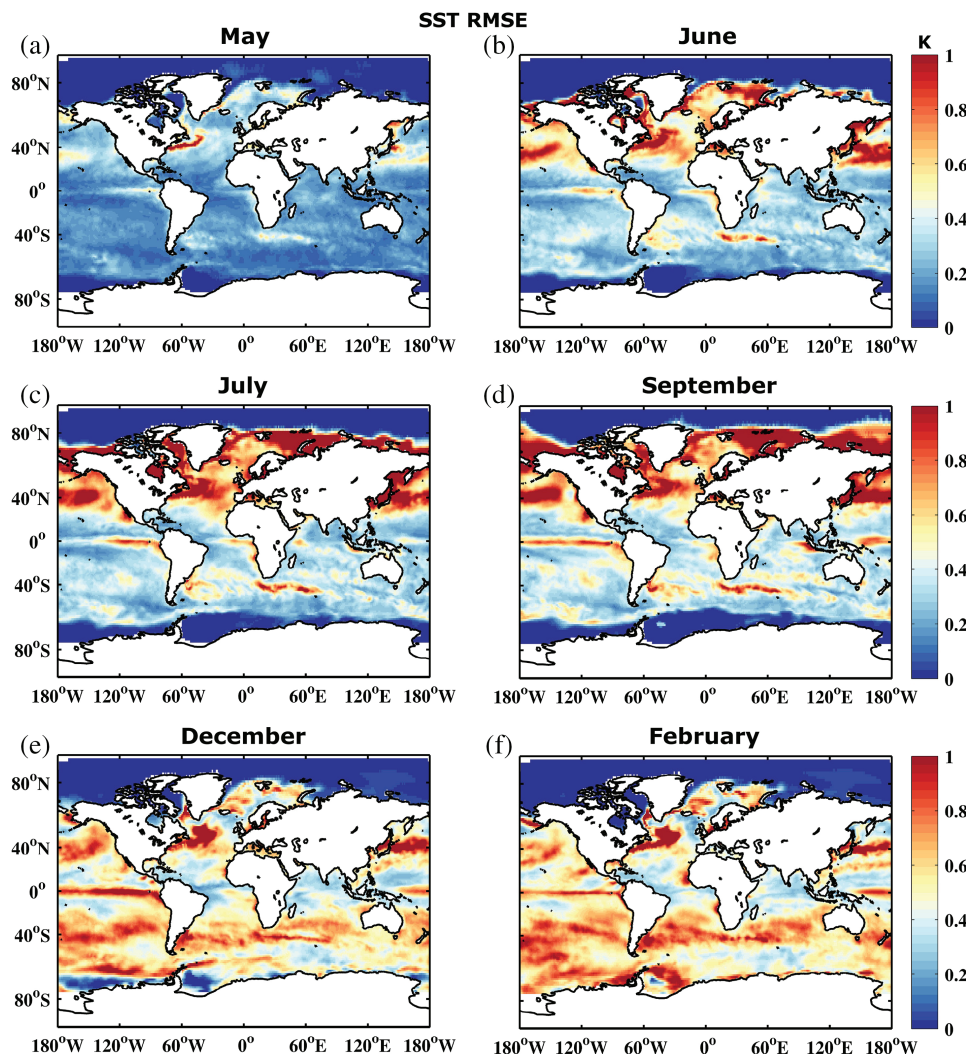 SST RMSE
(a) May
(b) June
K
80°N
40°N
0°
40°S
80°S
1
0.8
0.6
0.4
0.2
0
180°W 120°W 60°W 0° 60°E 120°E 180°W
180°W 120°W 60°W 0° 60°E 120°E 180°W
(c) July
(d) September
80°N
40°N
0°
40°S
80°S
1
0.8
0.6
0.4
0.2
0
180°W 120°W 60°W 0° 60°E 120°E 180°W
180°W 120°W 60°W 0° 60°E 120°E 180°W
(e) December
(f) February
80°N
40°N
0°
40°S
80°S
1
0.8
0.6
0.4
0.2
0
180°W 120°W 60°W 0° 60°E 120°E 180°W
180°W 120°W 60°W 0° 60°E 120°E 180°W